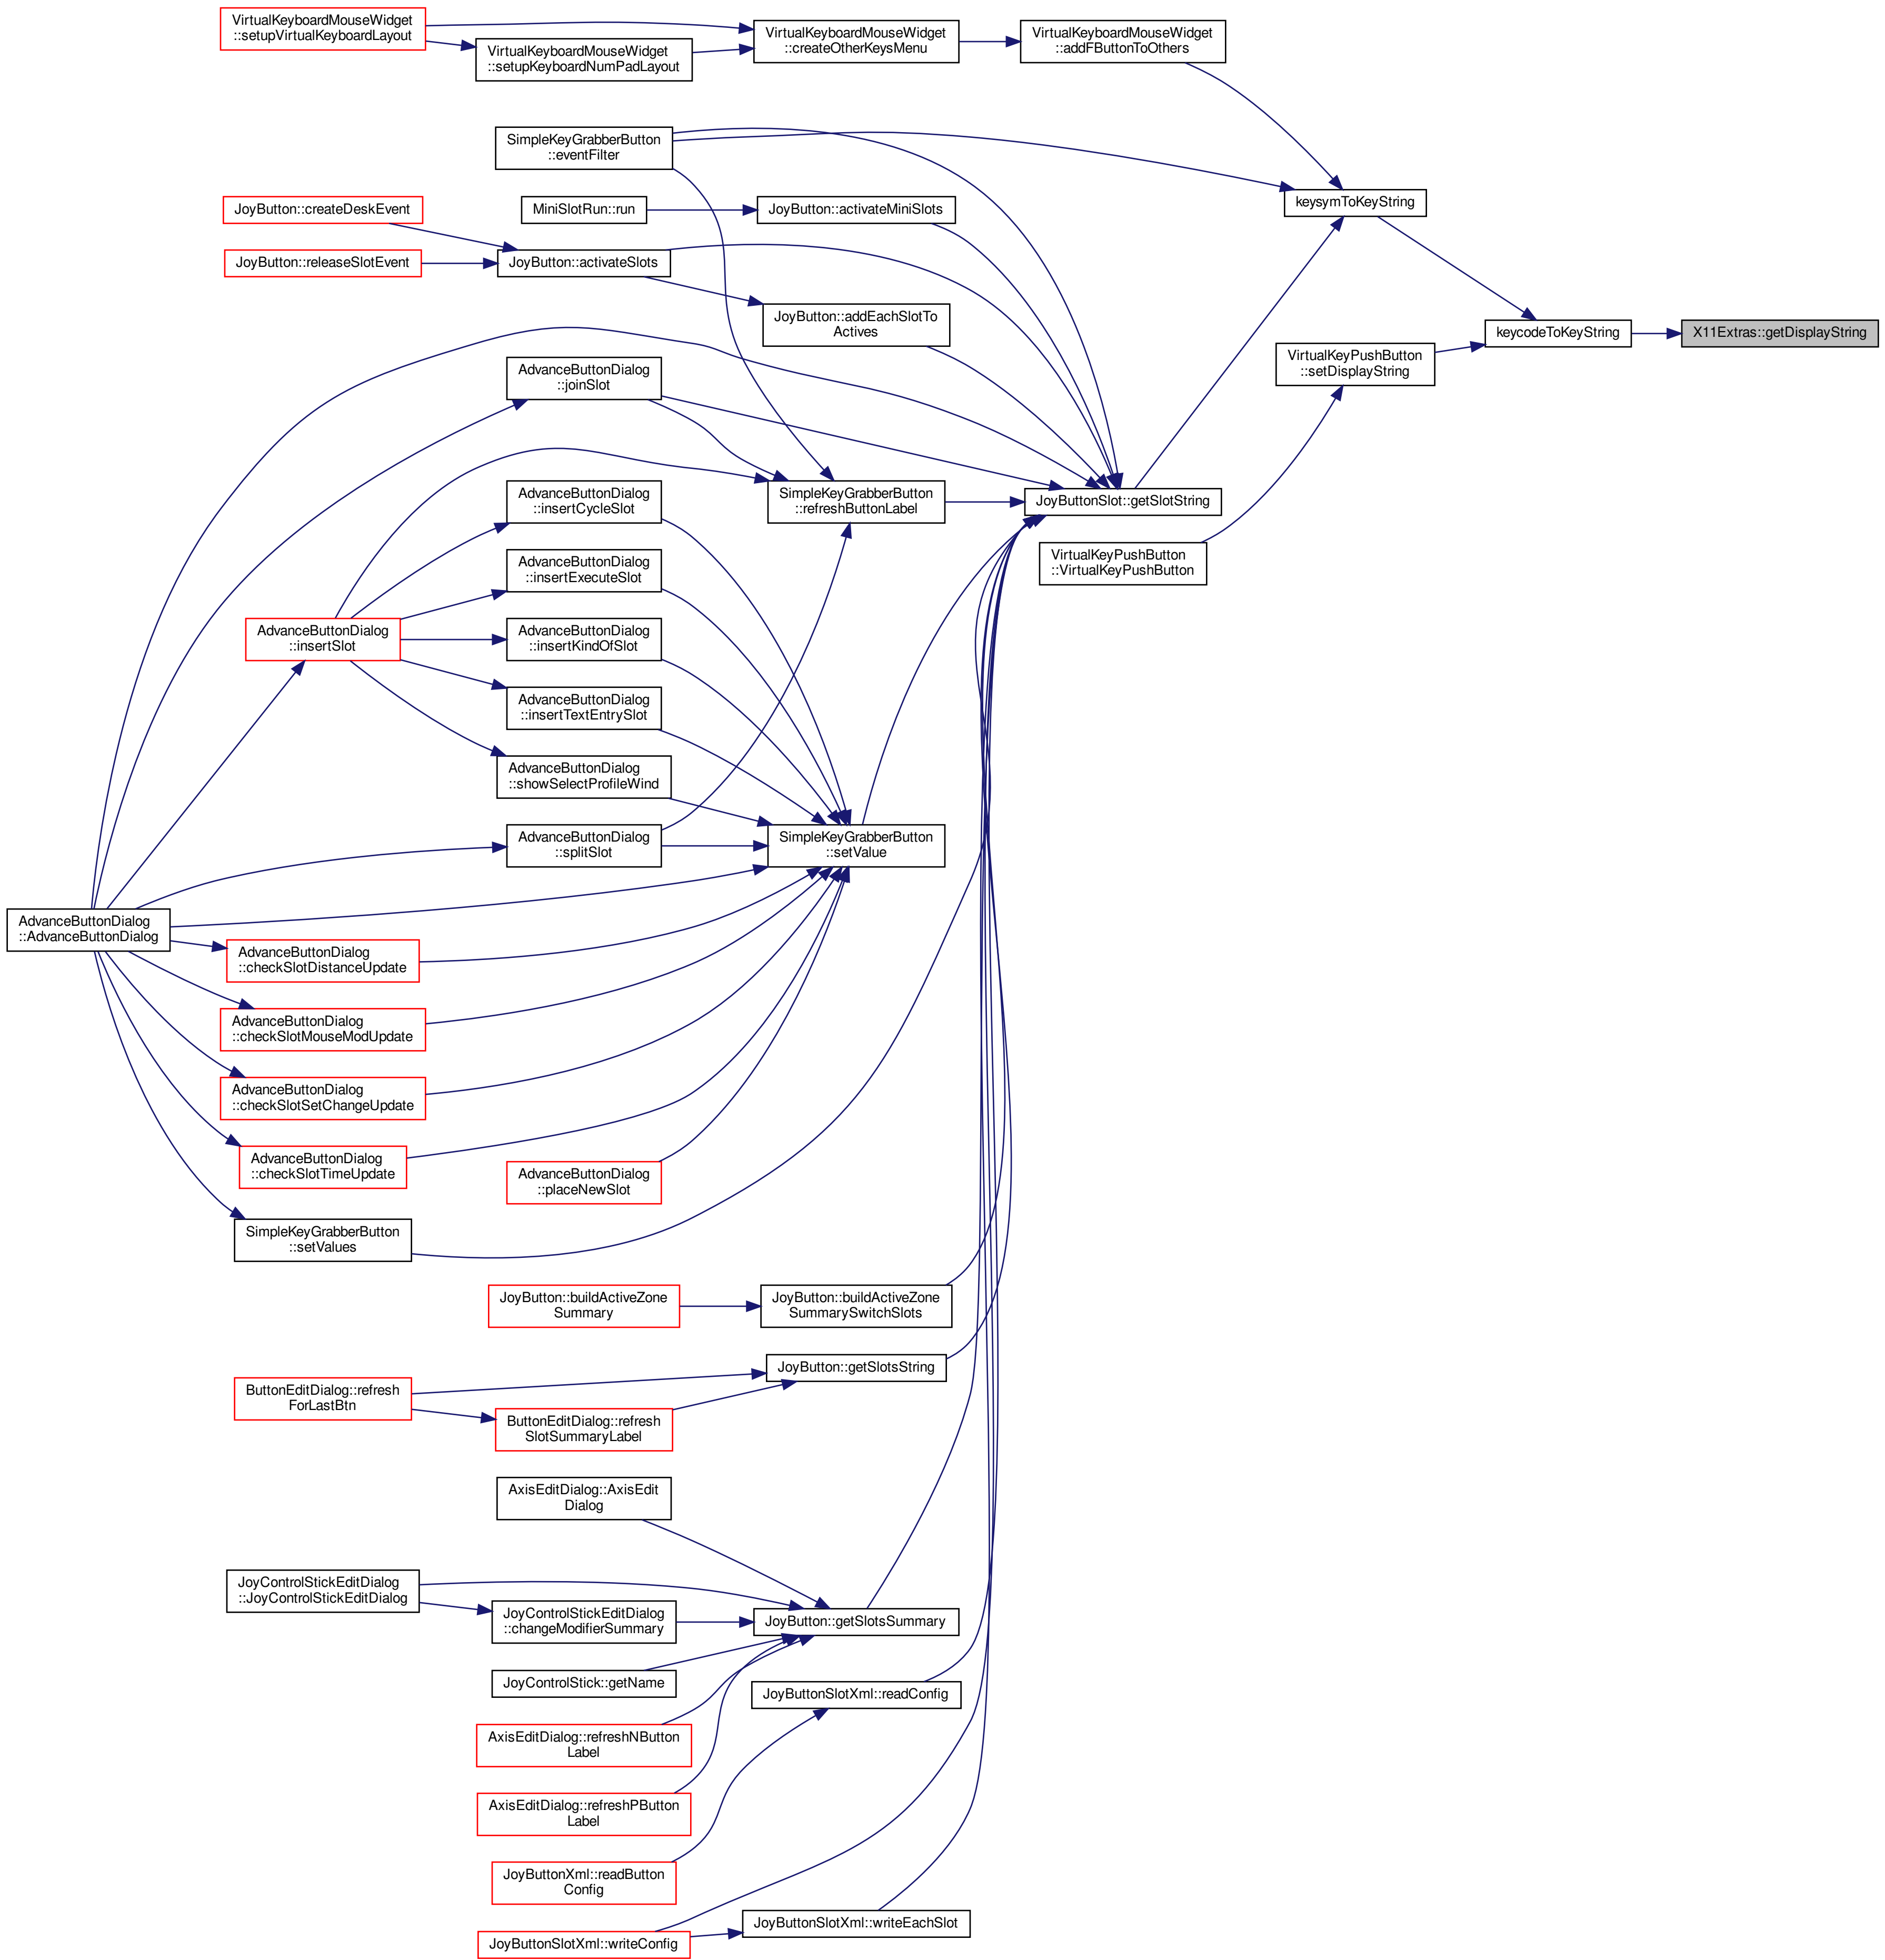 VirtualKeyboardMouseWidget
::setupVirtualKeyboardLayout
VirtualKeyboardMouseWidget
::setupKeyboardNumPadLayout
VirtualKeyboardMouseWidget
::createOtherKeysMenu
VirtualKeyboardMouseWidget
::addFButtonToOthers
SimpleKeyGrabberButton
::eventFilter
JoyButton::createDeskEvent
MiniSlotRun::run
JoyButton::activateMiniSlots
keysymToKeyString
JoyButton::releaseSlotEvent
JoyButton::activateSlots
JoyButton::addEachSlotTo
Actives
keycodeToKeyString
X11Extras::getDisplayString
VirtualKeyPushButton
::setDisplayString
AdvanceButtonDialog
::joinSlot
AdvanceButtonDialog
::insertCycleSlot
SimpleKeyGrabberButton
::refreshButtonLabel
JoyButtonSlot::getSlotString
VirtualKeyPushButton
::VirtualKeyPushButton
AdvanceButtonDialog
::insertExecuteSlot
AdvanceButtonDialog
::insertSlot
AdvanceButtonDialog
::insertKindOfSlot
AdvanceButtonDialog
::insertTextEntrySlot
AdvanceButtonDialog
::showSelectProfileWind
AdvanceButtonDialog
::splitSlot
SimpleKeyGrabberButton
::setValue
AdvanceButtonDialog
::AdvanceButtonDialog
AdvanceButtonDialog
::checkSlotDistanceUpdate
AdvanceButtonDialog
::checkSlotMouseModUpdate
AdvanceButtonDialog
::checkSlotSetChangeUpdate
AdvanceButtonDialog
::checkSlotTimeUpdate
AdvanceButtonDialog
::placeNewSlot
SimpleKeyGrabberButton
::setValues
JoyButton::buildActiveZone
Summary
JoyButton::buildActiveZone
SummarySwitchSlots
JoyButton::getSlotsString
ButtonEditDialog::refresh
ForLastBtn
ButtonEditDialog::refresh
SlotSummaryLabel
AxisEditDialog::AxisEdit
Dialog
JoyControlStickEditDialog
::JoyControlStickEditDialog
JoyControlStickEditDialog
::changeModifierSummary
JoyButton::getSlotsSummary
JoyControlStick::getName
JoyButtonSlotXml::readConfig
AxisEditDialog::refreshNButton
Label
AxisEditDialog::refreshPButton
Label
JoyButtonXml::readButton
Config
JoyButtonSlotXml::writeEachSlot
JoyButtonSlotXml::writeConfig